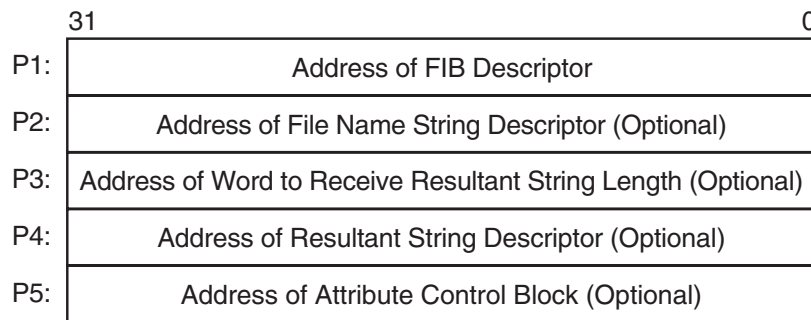 31 0
P1: Address of FIB Descriptor
P2: Address of File Name String Descriptor (Optional)
P3: Address of Word to Receive Resultant String Length (Optional)
P4: Address of Resultant String Descriptor (Optional)
P5: Address of Attribute Control Block (Optional)